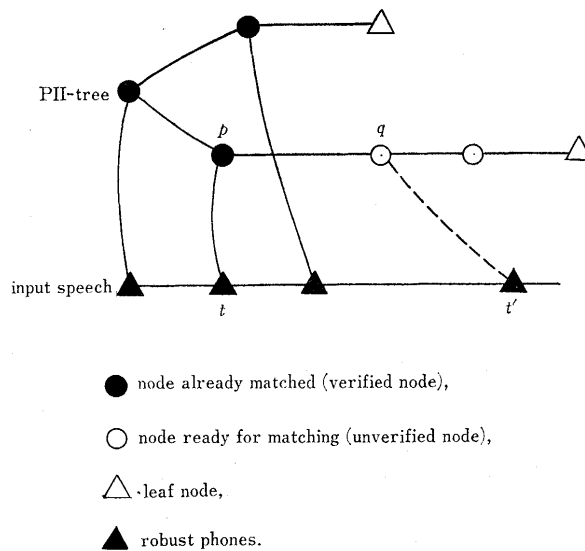 PII-tree
p
q
input speech
t
t′
node already matched (verified node),
node ready for matching (unverified node),
leaf node,
robust phones.